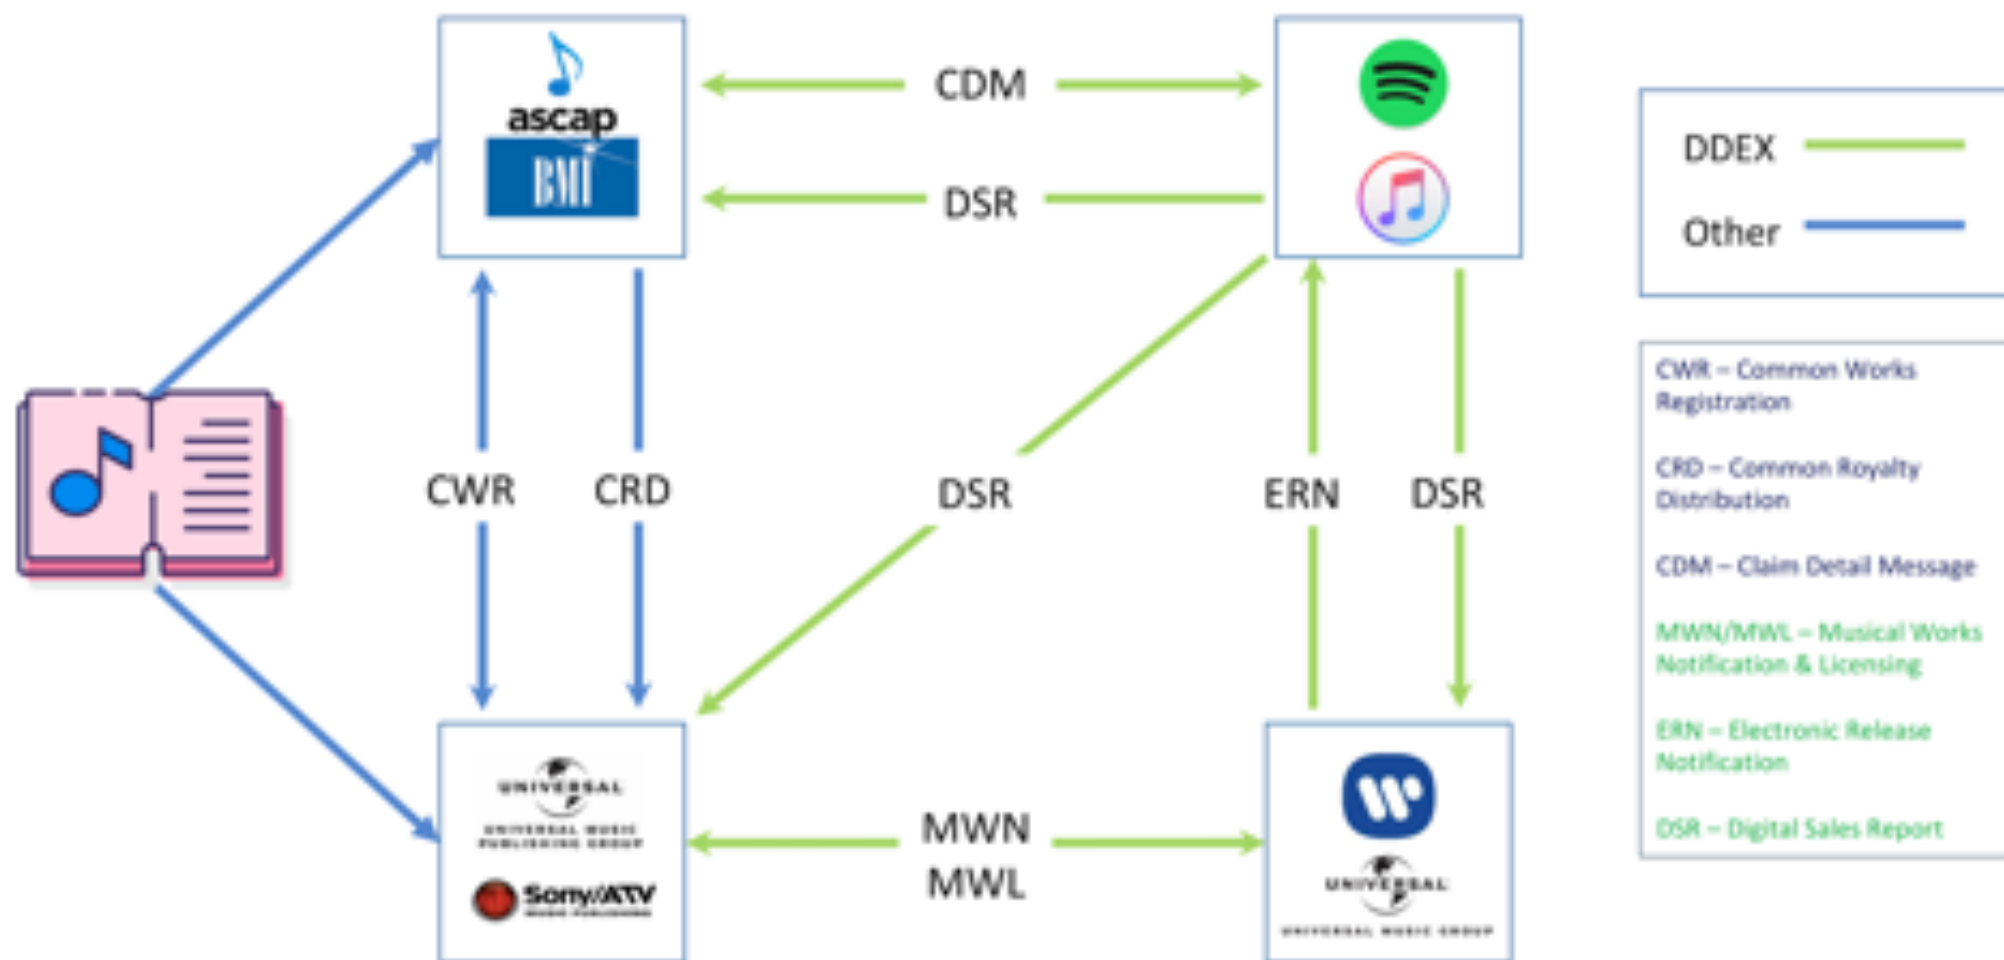 ascap
BMI
CDM
DSR
DDEX
Other
CWR
CRD
DSR
ERN
DSR
CWR – Common Works
Registration
CRD – Common Royalty
Distribution
CDM – Claim Detail Message
MWN/MWL – Musical Works
Notification & Licensing
ERN – Electronic Release
Notification
DSR – Digital Sales Report
UNIVERSAL
UNIVERSAL MUSIC
PUBLISHING GROUP
Sony/ATV
MUSIC PUBLISHING
MWN
MWL
UNIVERSAL
UNIVERSAL MUSIC GROUP